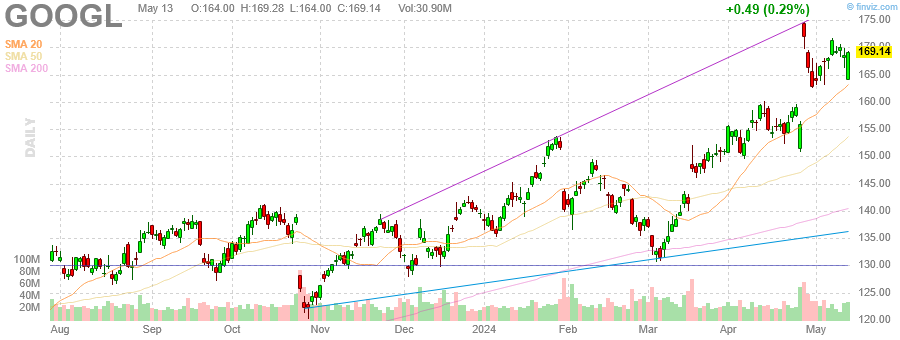 GOOGL May 13 O:164.00 H:169.28 L:164.00 C:169.14 Vol:30.90M +0.49 (0.29%) © finviz.com
SMA 20
SMA 50
SMA 200
DAILY
175.00
170.00
169.14
165.00
160.00
155.00
150.00
145.00
140.00
135.00
130.00
125.00
120.00
100M
80M
60M
40M
20M
Aug Sep Oct Nov Dec 2024 Feb Mar Apr May